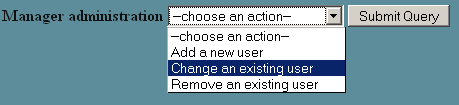 Manager administration --choose an action-- Submit Query
--choose an action--
Add a new user
Change an existing user
Remove an existing user